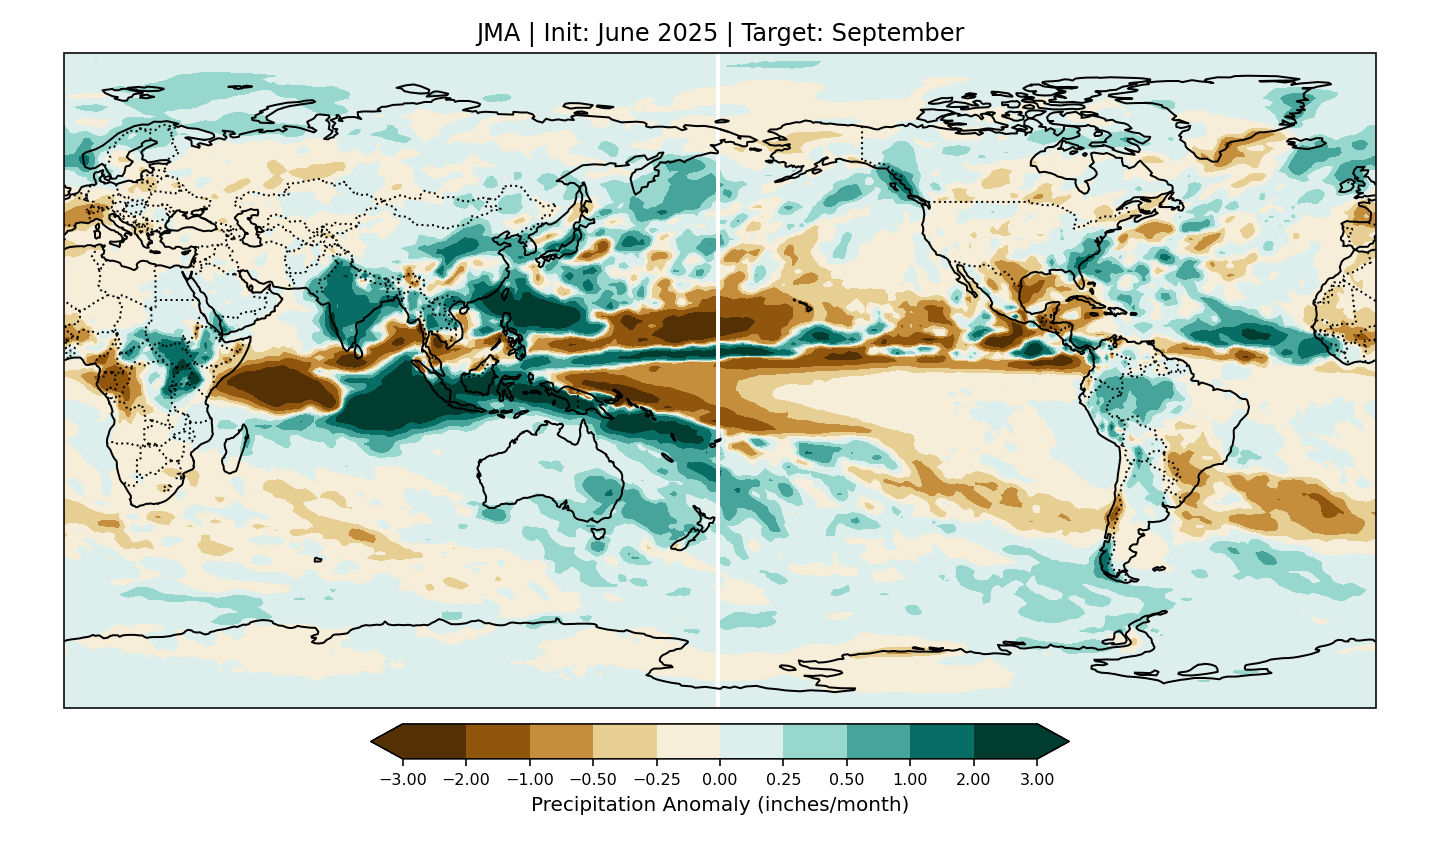 JMA | Init: June 2025 | Target: September
−3.00 −2.00 −1.00 −0.50 −0.25 0.00 0.25 0.50 1.00 2.00 3.00
Precipitation Anomaly (inches/month)